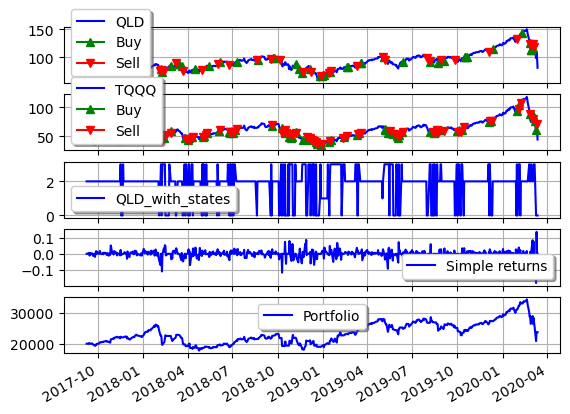 QLD
Buy
Sell
150
100
TQQQ
Buy
Sell
100
50
QLD_with_states
2
0
Simple returns
0.1
0.0
−0.1
Portfolio
30000
20000
2017-10
2018-01
2018-04
2018-07
2018-10
2019-01
2019-04
2019-07
2019-10
2020-01
2020-04